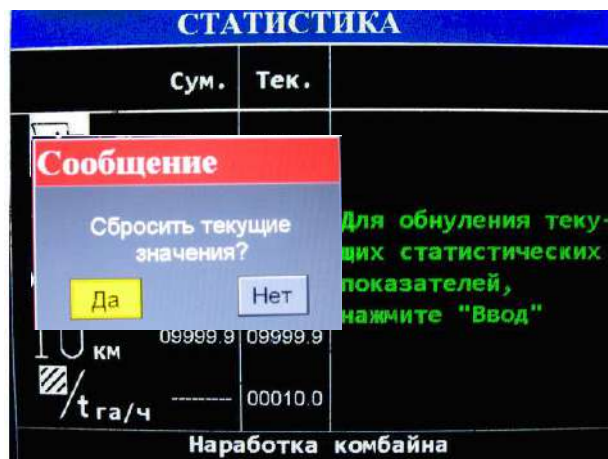 СТАТИСТИКА
Сум. Тек.
Сообщение
Сбросить текущие
значения?
Да Нет
Для обнуления теку-
щих статистических
показателей,
нажмите "Ввод"
км 09999.9 09999.9
/t га/ч -------- 00010.0
Наработка комбайна